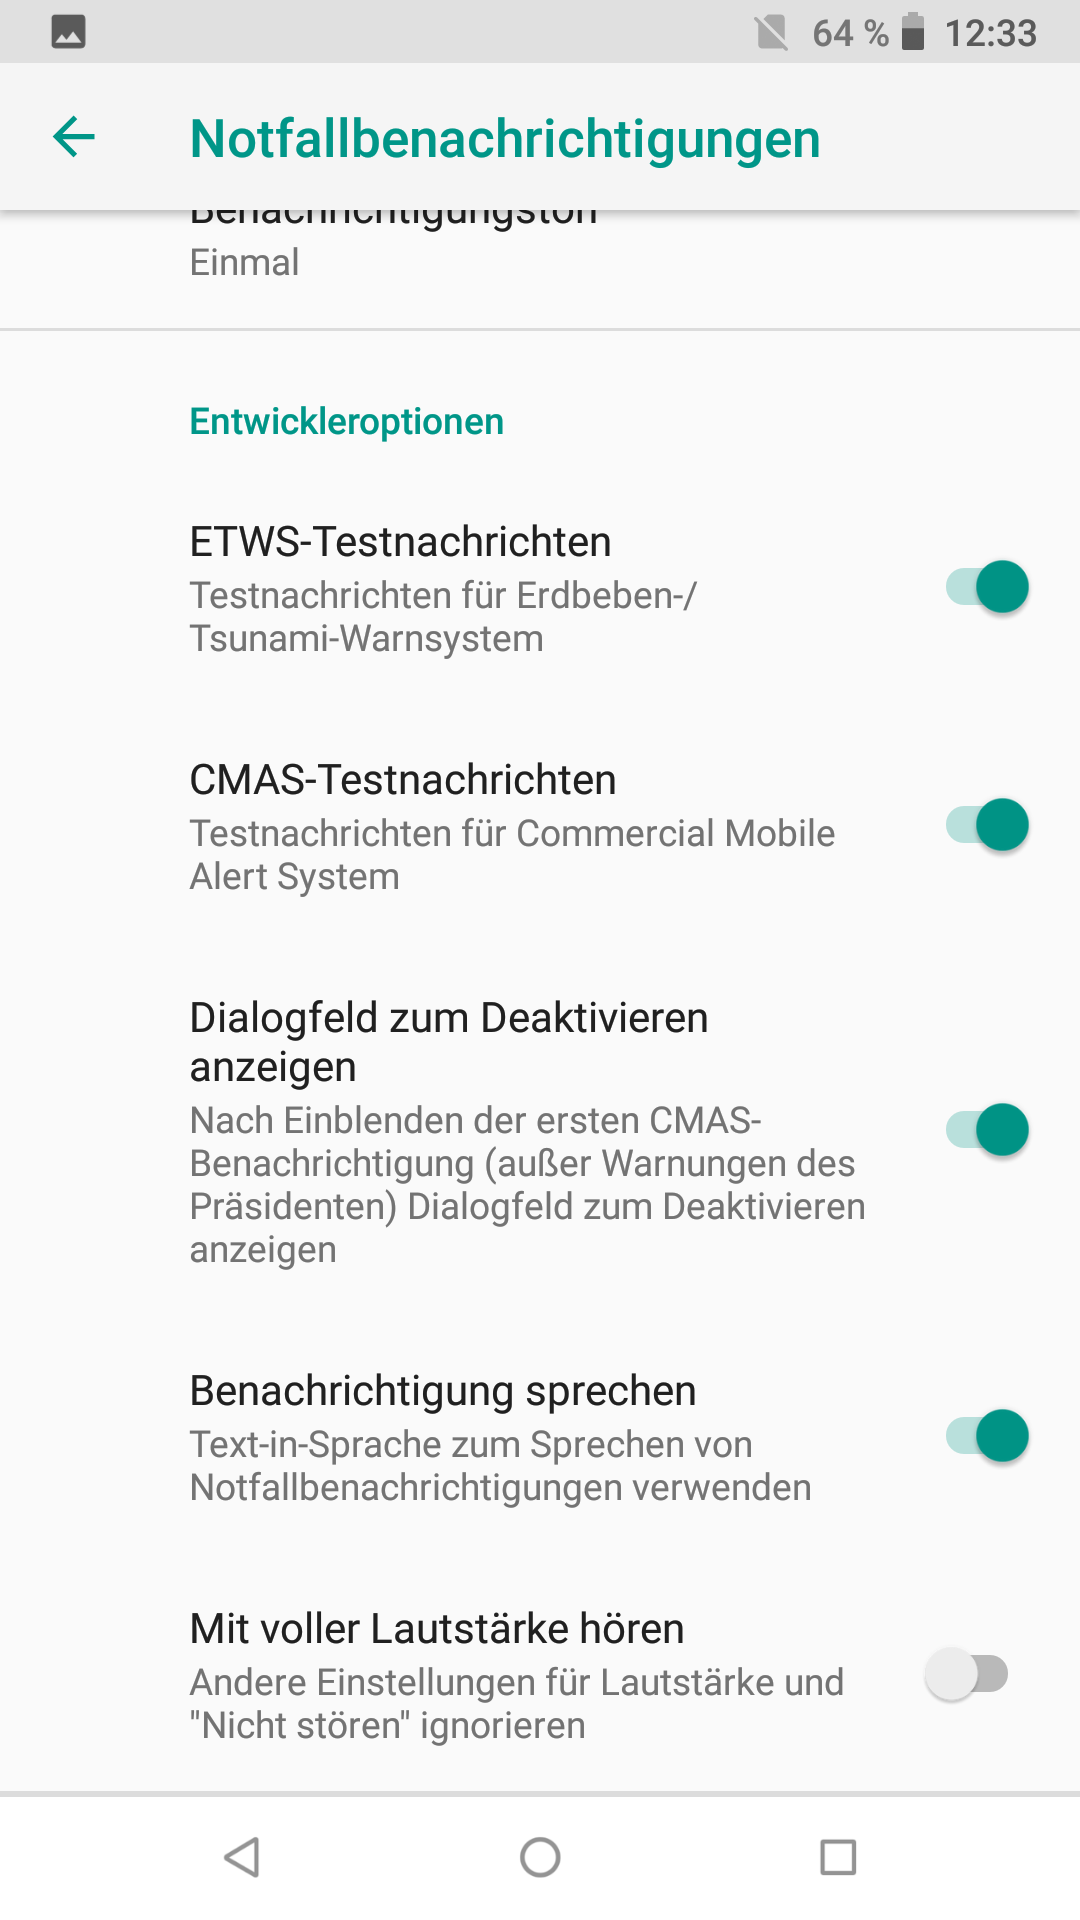 64 % 12:33
Notfallbenachrichtigungen
Benachrichtigungston
Einmal
Entwickleroptionen
ETWS-Testnachrichten
Testnachrichten für Erdbeben-/
Tsunami-Warnsystem
CMAS-Testnachrichten
Testnachrichten für Commercial Mobile
Alert System
Dialogfeld zum Deaktivieren
anzeigen
Nach Einblenden der ersten CMAS-
Benachrichtigung (außer Warnungen des
Präsidenten) Dialogfeld zum Deaktivieren
anzeigen
Benachrichtigung sprechen
Text-in-Sprache zum Sprechen von
Notfallbenachrichtigungen verwenden
Mit voller Lautstärke hören
Andere Einstellungen für Lautstärke und
"Nicht stören" ignorieren